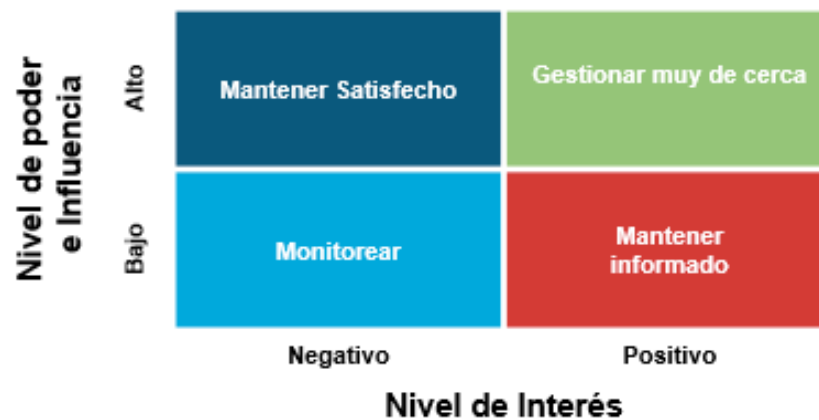 Nivel de poder
e Influencia
Alto
Bajo
Mantener Satisfecho
Gestionar muy de cerca
Monitorear
Mantener
informado
Negativo
Positivo
Nivel de Interés